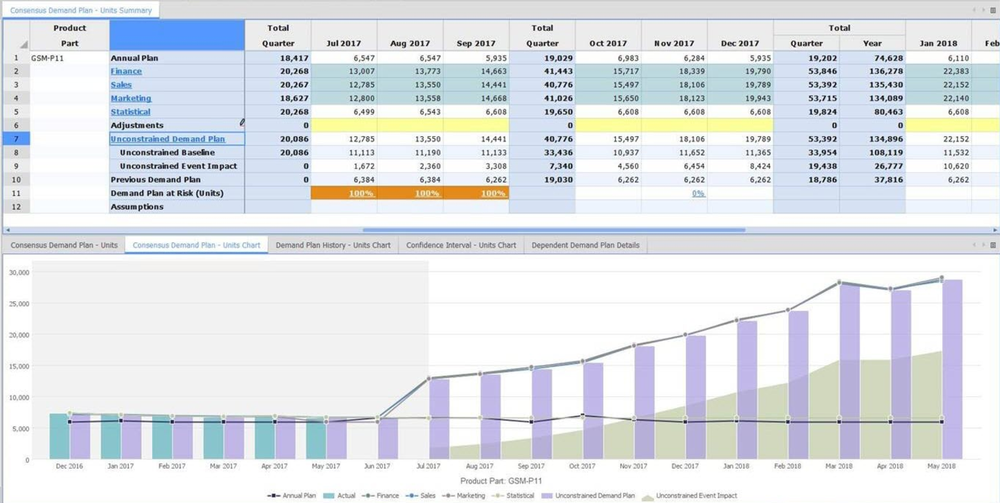 Consensus Demand Plan - Units Summary
Product Total Total Total
Part Quarter Jul 2017 Aug 2017 Sep 2017 Quarter Oct 2017 Nov 2017 Dec 2017 Quarter Year Jan 2018 Feb
1 GSM-P11 Annual Plan 18,417 6,547 6,547 5,935 19,029 6,983 6,284 5,935 19,202 74,628 6,110
2 Finance 20,268 13,007 13,773 14,663 41,443 15,717 18,339 19,790 53,846 136,278 22,383
3 Sales 20,267 12,785 13,550 14,441 40,776 15,497 18,106 19,789 53,392 135,430 22,152
4 Marketing 18,627 12,800 13,558 14,668 41,026 15,650 18,123 19,943 53,715 134,089 22,140
5 Statistical 20,268 6,499 6,543 6,608 19,650 6,608 6,608 6,608 19,824 80,463 6,608
6 Adjustments 0 0 0 0
7 Unconstrained Demand Plan 20,086 12,785 13,550 14,441 40,776 15,497 18,106 19,789 53,392 134,896 22,152
8 Unconstrained Baseline 20,086 11,113 11,190 11,133 33,436 10,937 11,652 11,365 33,954 108,119 11,532
9 Unconstrained Event Impact 0 1,672 2,360 3,308 7,340 4,560 6,454 8,424 19,438 26,777 10,620
10 Previous Demand Plan 0 6,384 6,384 6,262 19,030 6,262 6,262 6,262 18,786 37,816 6,262
11 Demand Plan at Risk (Units) 100% 100% 100% 0%
12 Assumptions
Consensus Demand Plan - Units Consensus Demand Plan - Units Chart Demand Plan History - Units Chart Confidence Interval - Units Chart Dependent Demand Plan Details
30,000
25,000
20,000
15,000
10,000
5,000
0
Dec 2016 Jan 2017 Feb 2017 Mar 2017 Apr 2017 May 2017 Jun 2017 Jul 2017 Aug 2017 Sep 2017 Oct 2017 Nov 2017 Dec 2017 Jan 2018 Feb 2018 Mar 2018 Apr 2018 May 2018
Product Part: GSM-P11
Annual Plan Actual Finance Sales Marketing Statistical Unconstrained Demand Plan Unconstrained Event Impact